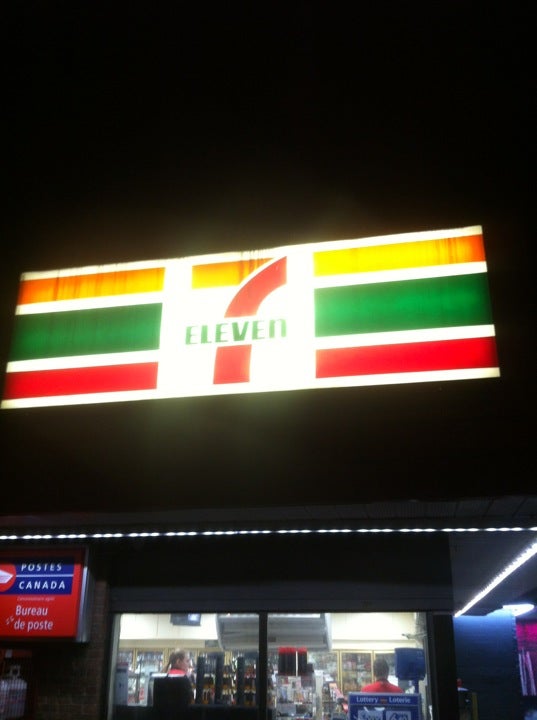 7
ELEVEn
POSTES
CANADA
Bureau
de poste
Lottery Loterie